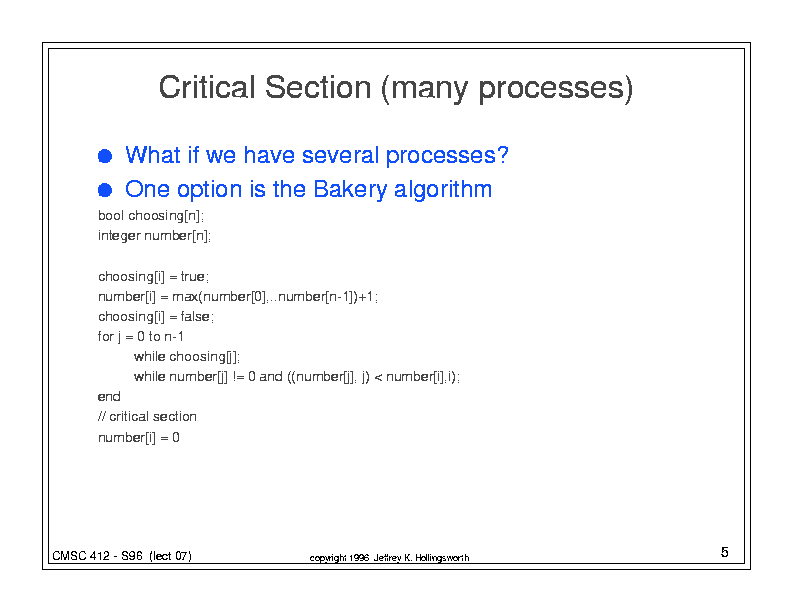 Critical Section (many processes)
What if we have several processes?
One option is the Bakery algorithm
bool choosing[n];
integer number[n];
choosing[i] = true;
number[i] = max(number[0],..number[n-1])+1;
choosing[i] = false;
for j = 0 to n-1
while choosing[j];
while number[j] != 0 and ((number[j], j) < number[i],i);
end
// critical section
number[i] = 0
CMSC 412 - S96 (lect 07)
copyright 1996 Jeffrey K. Hollingsworth
5